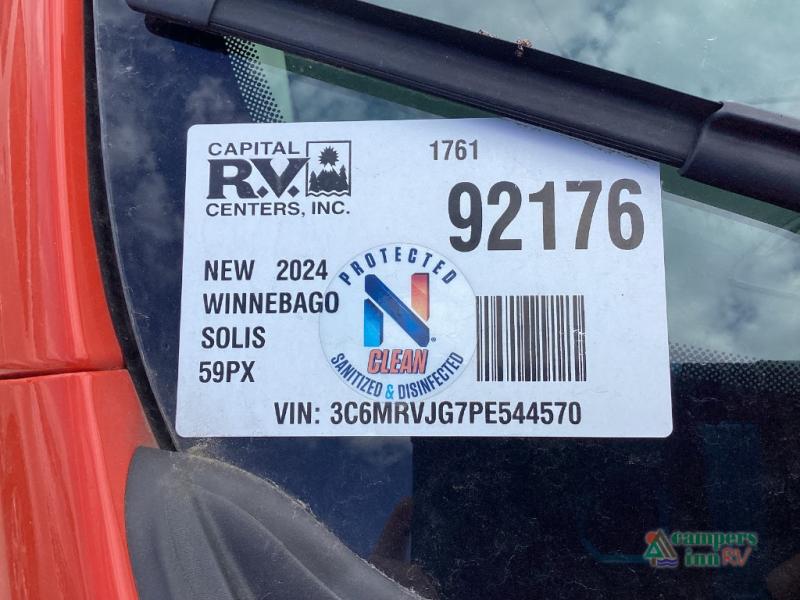 CAPITAL
R.V.
CENTERS, INC.
1761
92176
NEW 2024
WINNEBAGO
SOLIS
59PX
PROTECTED
N®
CLEAN
SANITIZED & DISINFECTED
VIN: 3C6MRVJG7PE544570
campers
inn RV